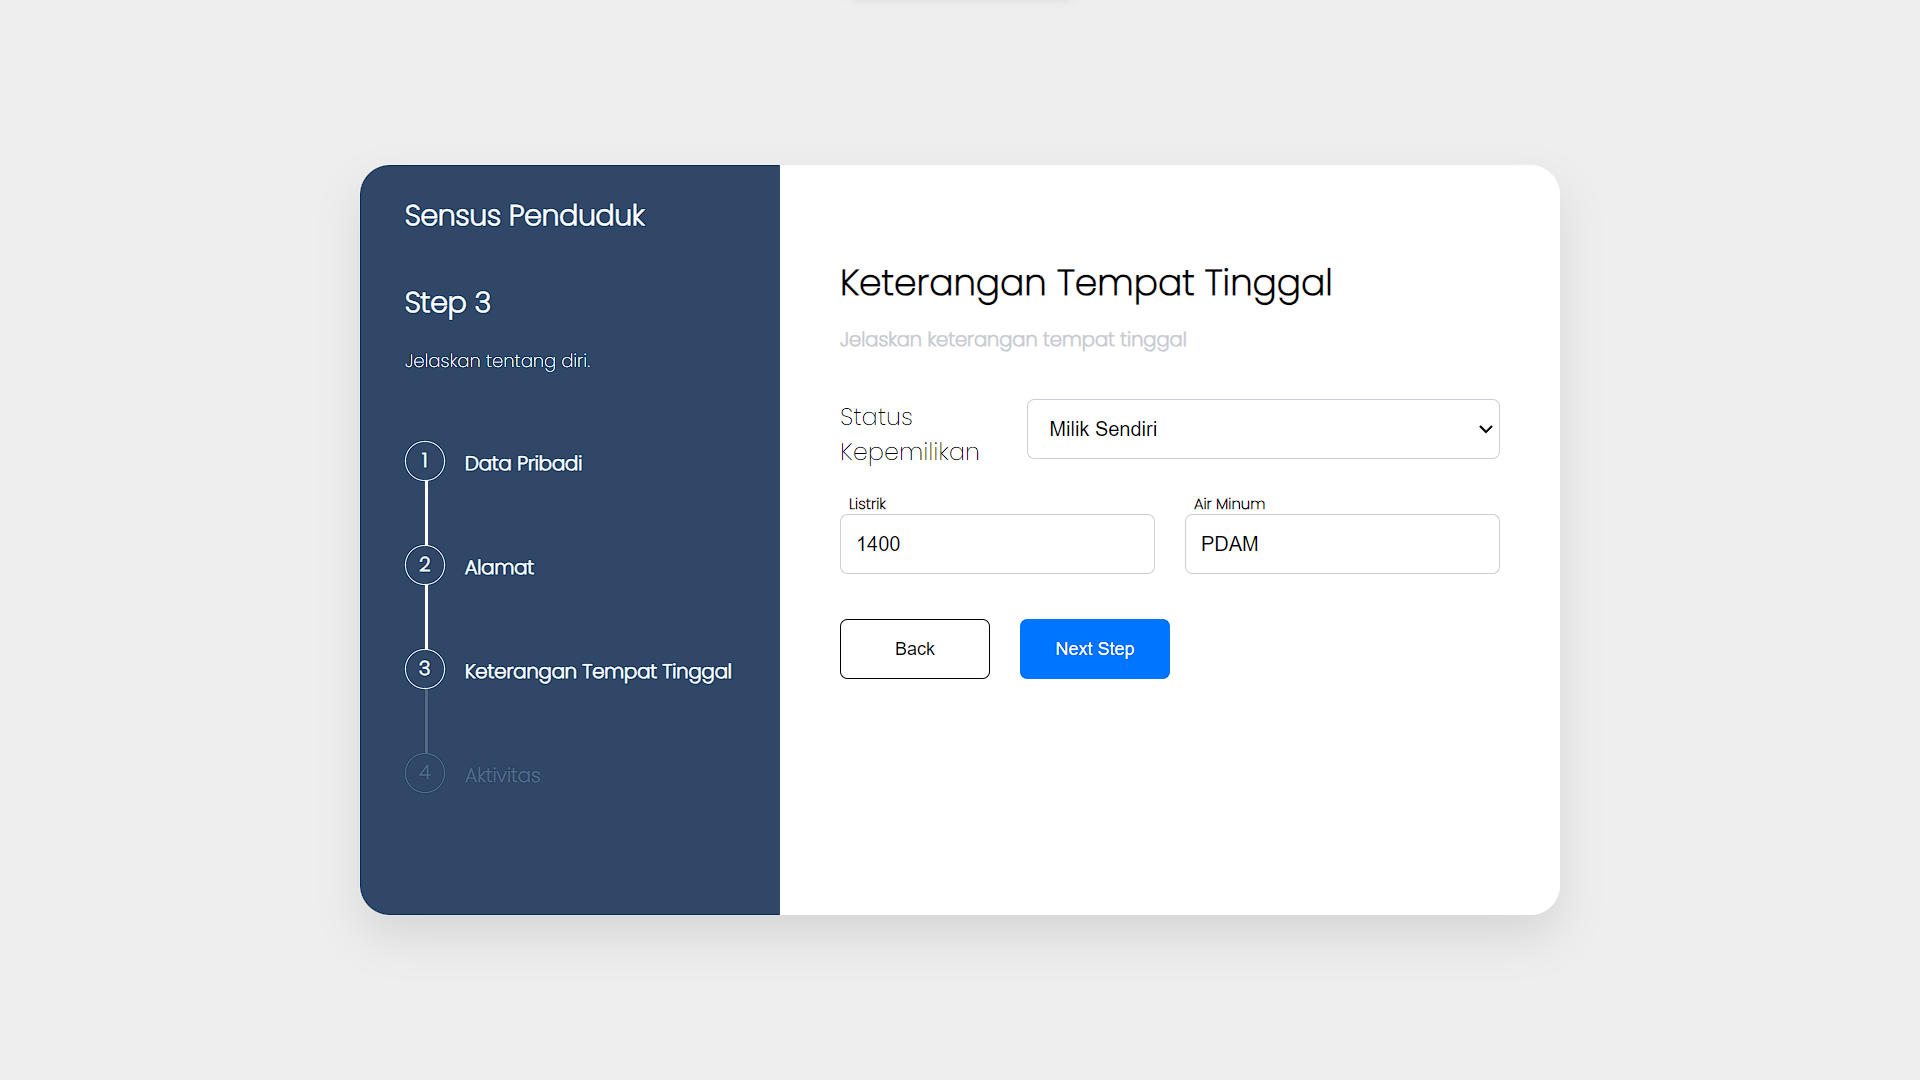 Sensus Penduduk
Step 3
Jelaskan tentang diri.
1 Data Pribadi
2 Alamat
3 Keterangan Tempat Tinggal
4 Aktivitas
Keterangan Tempat Tinggal
Jelaskan keterangan tempat tinggal
Status
Kepemilikan
Milik Sendiri
Listrik
1400
Air Minum
PDAM
Back
Next Step